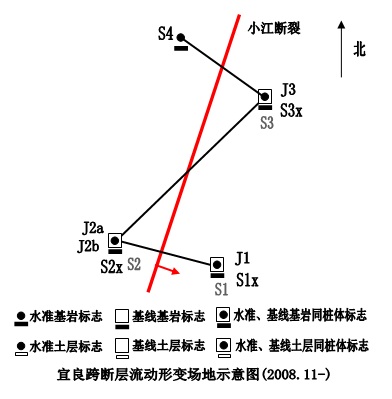 小江断裂
S4
北
J3
S3x
S3
J2a
J2b
S2x S2
J1
S1x
S1
水准基岩标志 基线基岩标志 水准、基线基岩同桩体标志
水准土层标志 基线土层标志 水准、基线土层同桩体标志
宜良跨断层流动形变场地示意图(2008.11-)